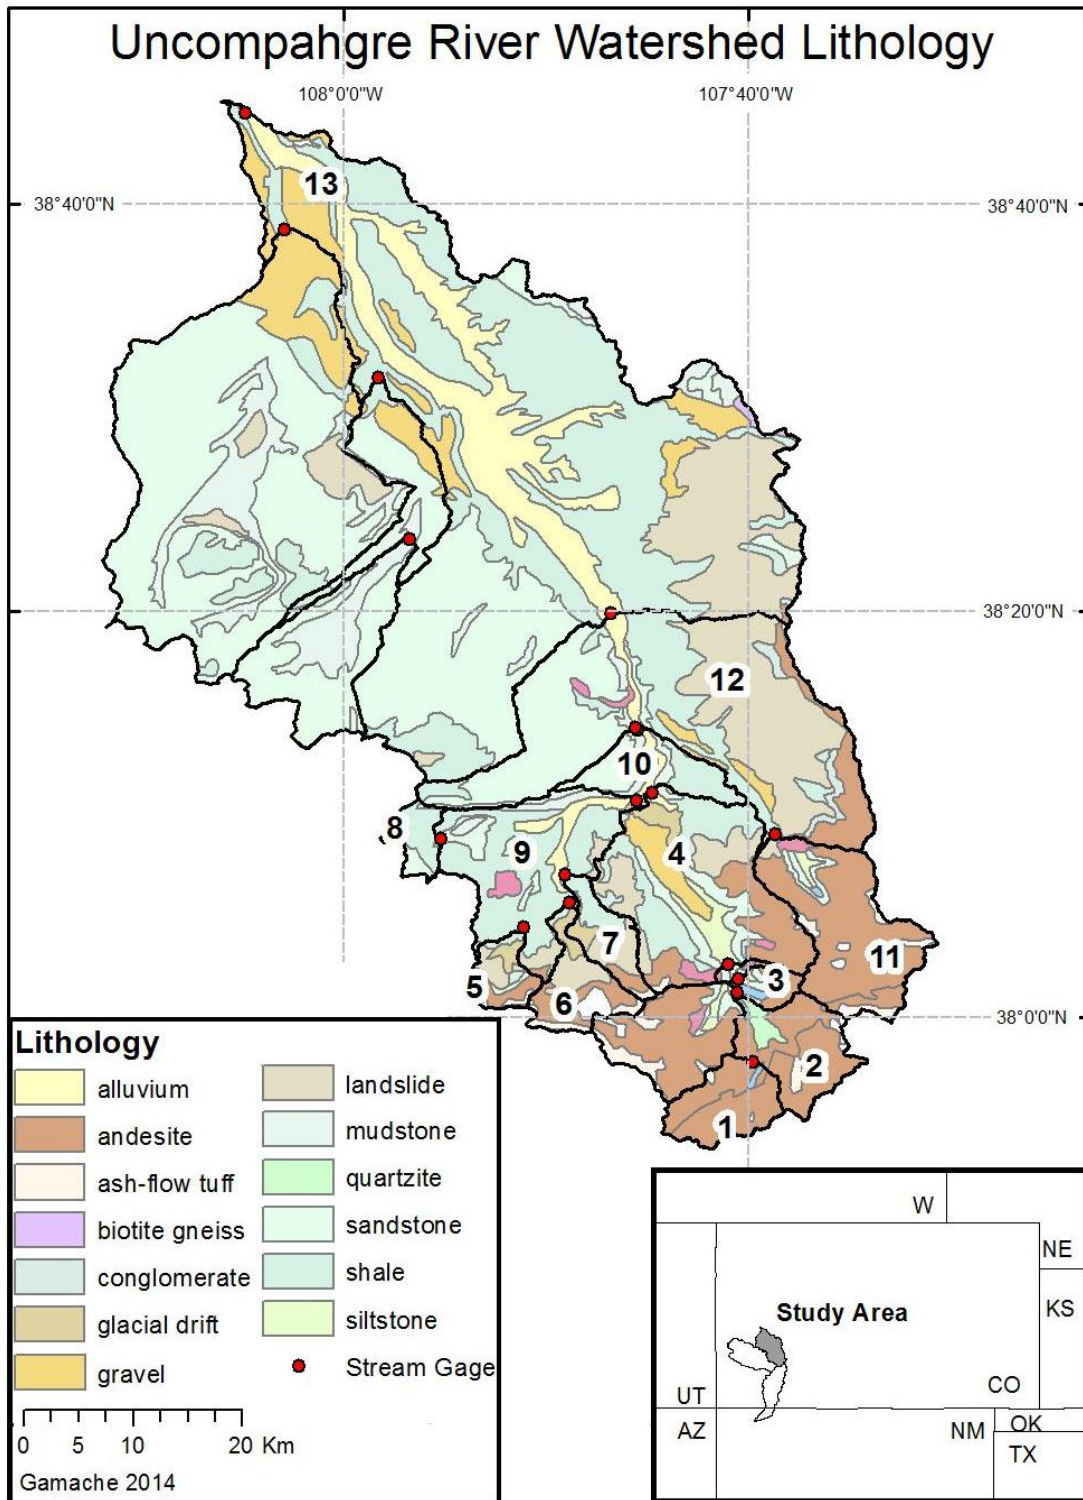 Uncompahgre River Watershed Lithology
108°0'0"W 107°40'0"W
38°40'0"N 38°40'0"N
13
38°20'0"N
12
10
8
9
4
7
11
5
3
6
38°0'0"N
2
1
Lithology
alluvium
andesite
ash-flow tuff
biotite gneiss
conglomerate
glacial drift
gravel
landslide
mudstone
quartzite
sandstone
shale
siltstone
Stream Gage
0 5 10 20 Km
Gamache 2014
W
NE
KS
Study Area
UT
CO
AZ
NM
OK
TX